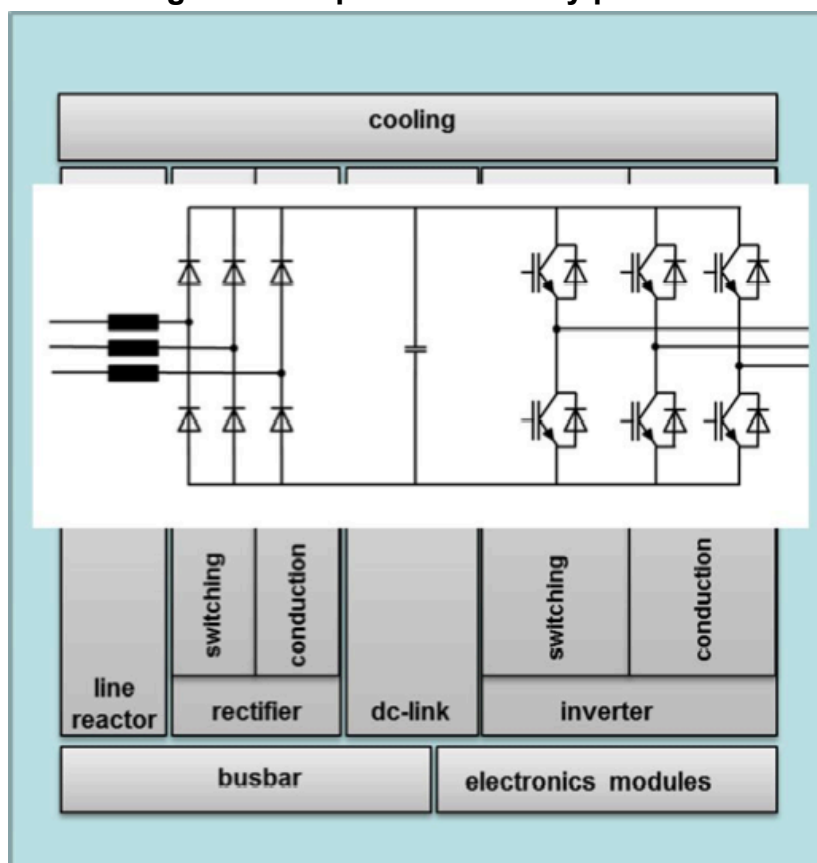 cooling
switching
conduction
switching
conduction
line
reactor
rectifier
dc-link
inverter
busbar
electronics modules